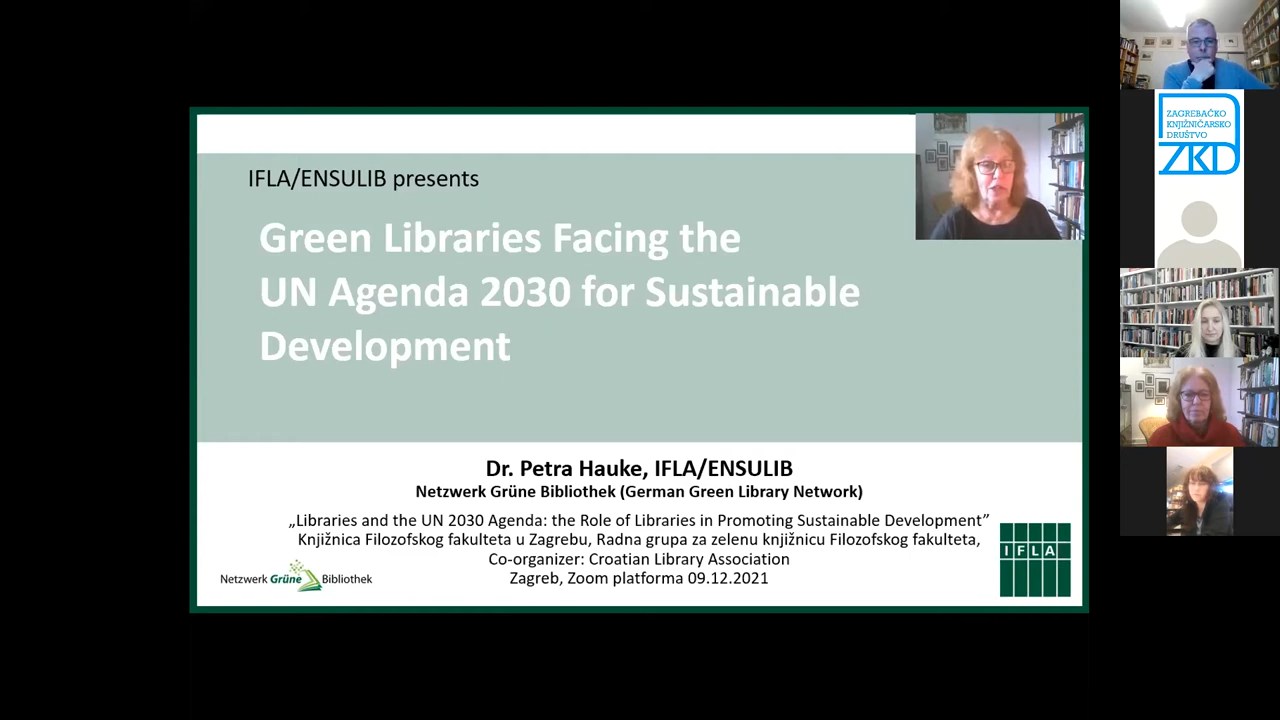 IFLA/ENSULIB presents
Green Libraries Facing the
UN Agenda 2030 for Sustainable
Development
Dr. Petra Hauke, IFLA/ENSULIB
Netzwerk Grüne Bibliothek (German Green Library Network)
„Libraries and the UN 2030 Agenda: the Role of Libraries in Promoting Sustainable Development”
Knjižnica Filozofskog fakulteta u Zagrebu, Radna grupa za zelenu knjižnicu Filozofskog fakulteta,
Co-organizer: Croatian Library Association
Zagreb, Zoom platforma 09.12.2021
Netzwerk Grüne Bibliothek
IFLA
ZAGREBAČKO
KNJIŽNIČARSKO
DRUŠTVO
ZKD